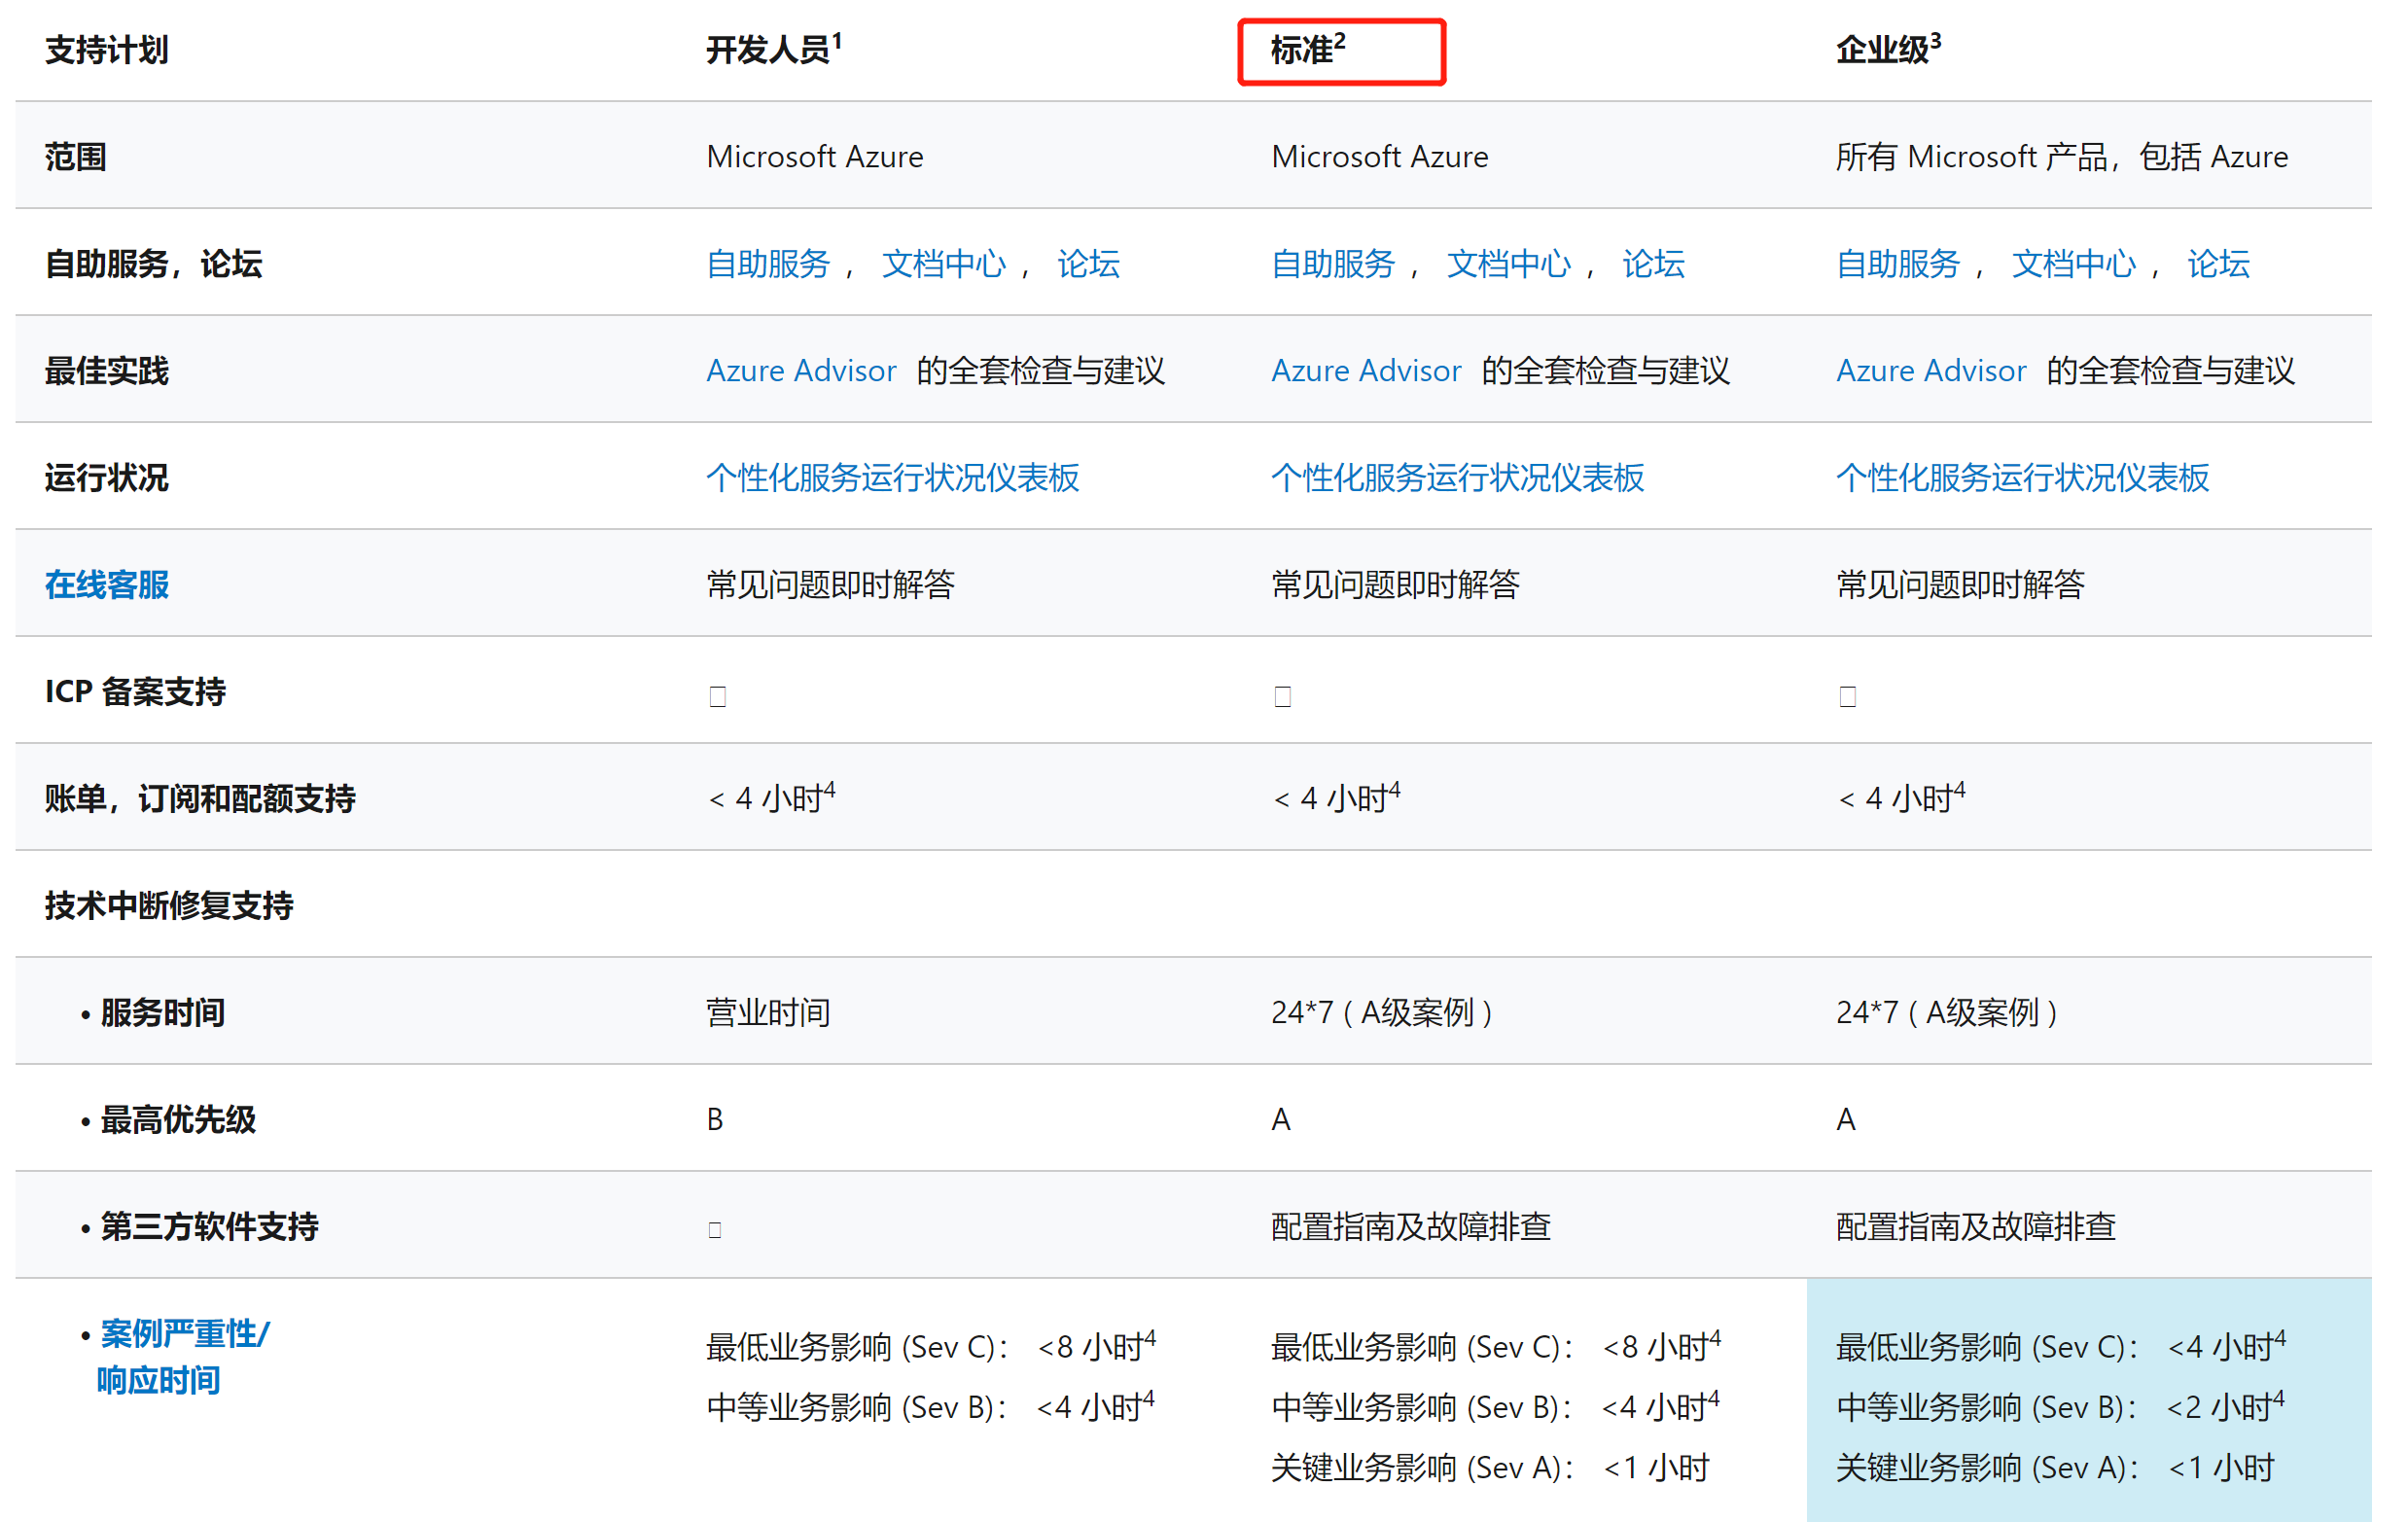 支持计划 开发人员¹ 标准² 企业级³
范围 Microsoft Azure Microsoft Azure 所有 Microsoft 产品，包括 Azure
自助服务，论坛 自助服务 ， 文档中心 ， 论坛 自助服务 ， 文档中心 ， 论坛 自助服务 ， 文档中心 ， 论坛
最佳实践 Azure Advisor 的全套检查与建议 Azure Advisor 的全套检查与建议 Azure Advisor 的全套检查与建议
运行状况 个性化服务运行状况仪表板 个性化服务运行状况仪表板 个性化服务运行状况仪表板
在线客服 常见问题即时解答 常见问题即时解答 常见问题即时解答
ICP 备案支持
账单，订阅和配额支持 < 4 小时⁴ < 4 小时⁴ < 4 小时⁴
技术中断修复支持
• 服务时间 营业时间 24*7 ( A级案例 ) 24*7 ( A级案例 )
• 最高优先级 B A A
• 第三方软件支持 配置指南及故障排查 配置指南及故障排查
• 案例严重性/
响应时间
最低业务影响 (Sev C)： <8 小时⁴ 最低业务影响 (Sev C)： <8 小时⁴ 最低业务影响 (Sev C)： <4 小时⁴
中等业务影响 (Sev B)： <4 小时⁴ 中等业务影响 (Sev B)： <4 小时⁴ 中等业务影响 (Sev B)： <2 小时⁴
关键业务影响 (Sev A)： <1 小时 关键业务影响 (Sev A)： <1 小时